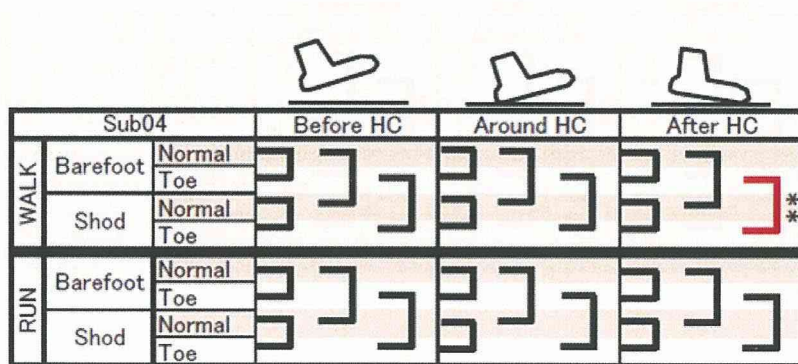 Sub04 Before HC Around HC After HC
WALK Barefoot Normal
Toe
Shod Normal
Toe
**
RUN Barefoot Normal
Toe
Shod Normal
Toe